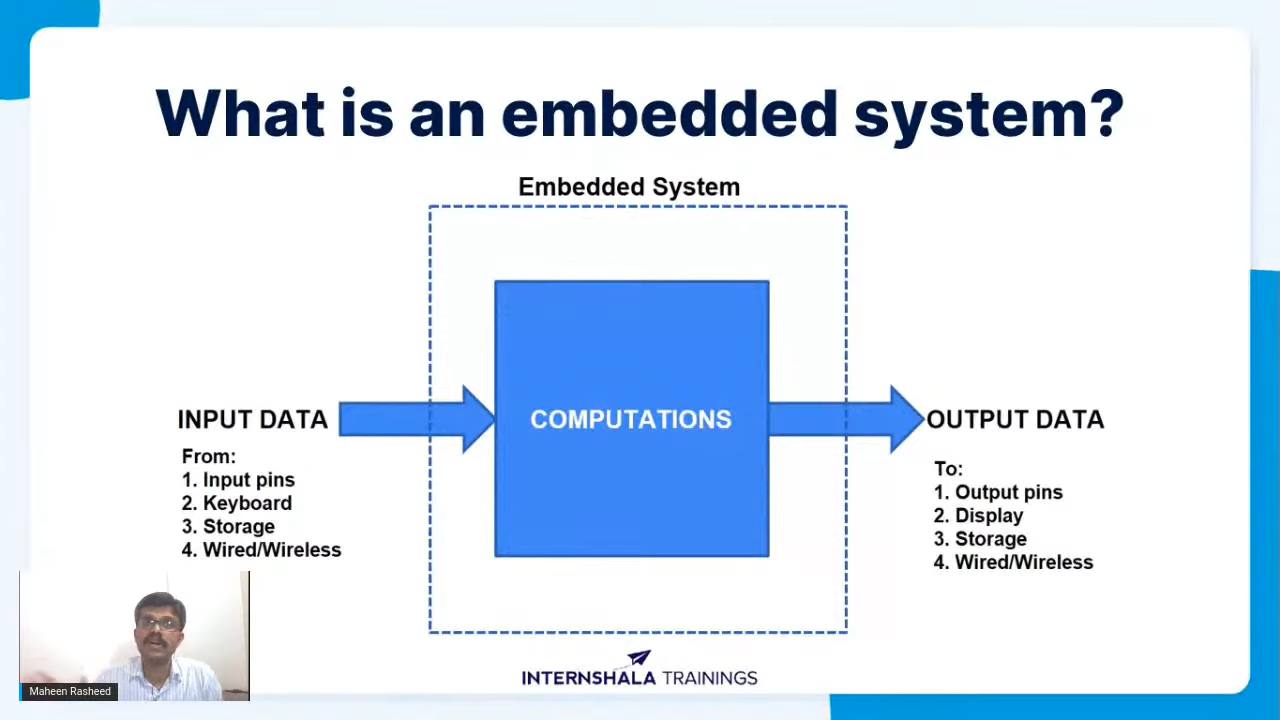 What is an embedded system?
Embedded System
INPUT DATA
From:
1. Input pins
2. Keyboard
3. Storage
4. Wired/Wireless
COMPUTATIONS
OUTPUT DATA
To:
1. Output pins
2. Display
3. Storage
4. Wired/Wireless
Maheen Rasheed
INTERNSHALA TRAININGS